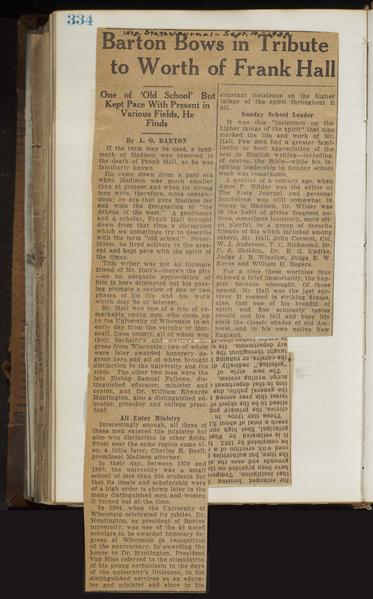 334
Wis. State Journal - Sept.
Barton Bows in Tribute
to Worth of Frank Hall
One of 'Old School' But
Kept Pace With Present in
Various Fields, He
Finds
By A. O. BARTON
If the term may be used, a land-
mark of Madison was removed in
the death of Frank Hall, as he was
familiarly known.
He came down from a past era
when Madison was much smaller
than at present and when its strong
men were, therefore, more conspic-
uous; an era that gave Madison far
and wide the designation of "the
Athens of the west." A gentleman
and a scholar, Frank Hall brought
down from that time a distinction
which we sometimes try to describe
with the term "old school." Never-
theless, he lived actively in the pres-
ent and kept pace with the spirit of
the times.
This writer was not an intimate
friend of Mr. Hall's—more's the pity
—so no adequate appreciation of
him is here attempted but his pass-
ing prompts a review of one or two
phases of his life and his work
which may be of interest.
Mr. Hall was one of a trio of re-
markable young men who came up
to the University of Wisconsin in an
early day from the vicinity of Mar-
shall, Dane county, all of whom won
their bachelor's and master's de-
grees from Wisconsin; two of whom
were later awarded honorary de-
grees here and all of whom brought
distinction to the university and the
state. The other two men were the
late Bishop Samuel Fallows, dis-
tinguished educator, minister and
orator, and Dr. William Edwards
Huntington, also a distinguished ed-
ucator, preacher and college presi-
dent.
All Enter Ministry
Interestingly enough, all three of
these men entered the ministry but
also won distinction in other fields.
From near the same region came al-
so, a little later, Charles E. Buell,
prominent Madison attorney.
In their day, between 1870 and
1880, the university was a small
school of less than 500 students but
that its ideals and scholarship were
of a high order is shown later in the
many distinguished men and women
it turned out at the time.
In 1904, when the University of
Wisconsin celebrated its jubilee, Dr.
Huntington, as president of Boston
university, was one of the 40 noted
scholars to be awarded honorary de-
grees at Wisconsin in recognition
of the anniversary. In awarding the
honor to Dr. Huntington, President
Van Hise referred to the stimulation
of his young enthusiasm in the days
of the university's littleness, to his
distinguished services as an educa-
tor and minister and since to his
constant insistence on the higher
things of the spirit throughout it
all.
Sunday School Leader
It was this "insistence on the
higher things of the spirit" that also
marked the life and work of Mr.
Hall. Few men had a greater fami-
liarity or finer appreciation of the
best in English writing—including,
of course, the Bible—while his in-
terest and leadership in Sunday school
work was remarkable.
A quarter of a century ago, when
Amos P. Wilder was the editor of
The State Journal and personal
journalism was still somewhat in
vogue in Madison, Dr. Wilder was
in the habit of giving frequent no-
tices, sometimes laudatory, more oft-
en playful, to a group of favorite
friends of his which included among
others Mr. Hall, John Corscot, Col.
W. J. Anderson, T. C. Richmond, Dr.
C. S. Sheldon, Dr. E. G. Updike,
Judge J. B. Winslow, Judge E. W.
Keyes and William H. Rogers.
For a time these worthies thus
enjoyed a brief immortality, the hap-
pier because unsought. Of those
named, Mr. Hall was the last sur-
vivor. It seemed in striking fitness,
also, that one of his breadth of
spirit and fine scholarly tastes
should end his full and busy life
amid the classic shades of old Am-
herst and in his own native New
England.